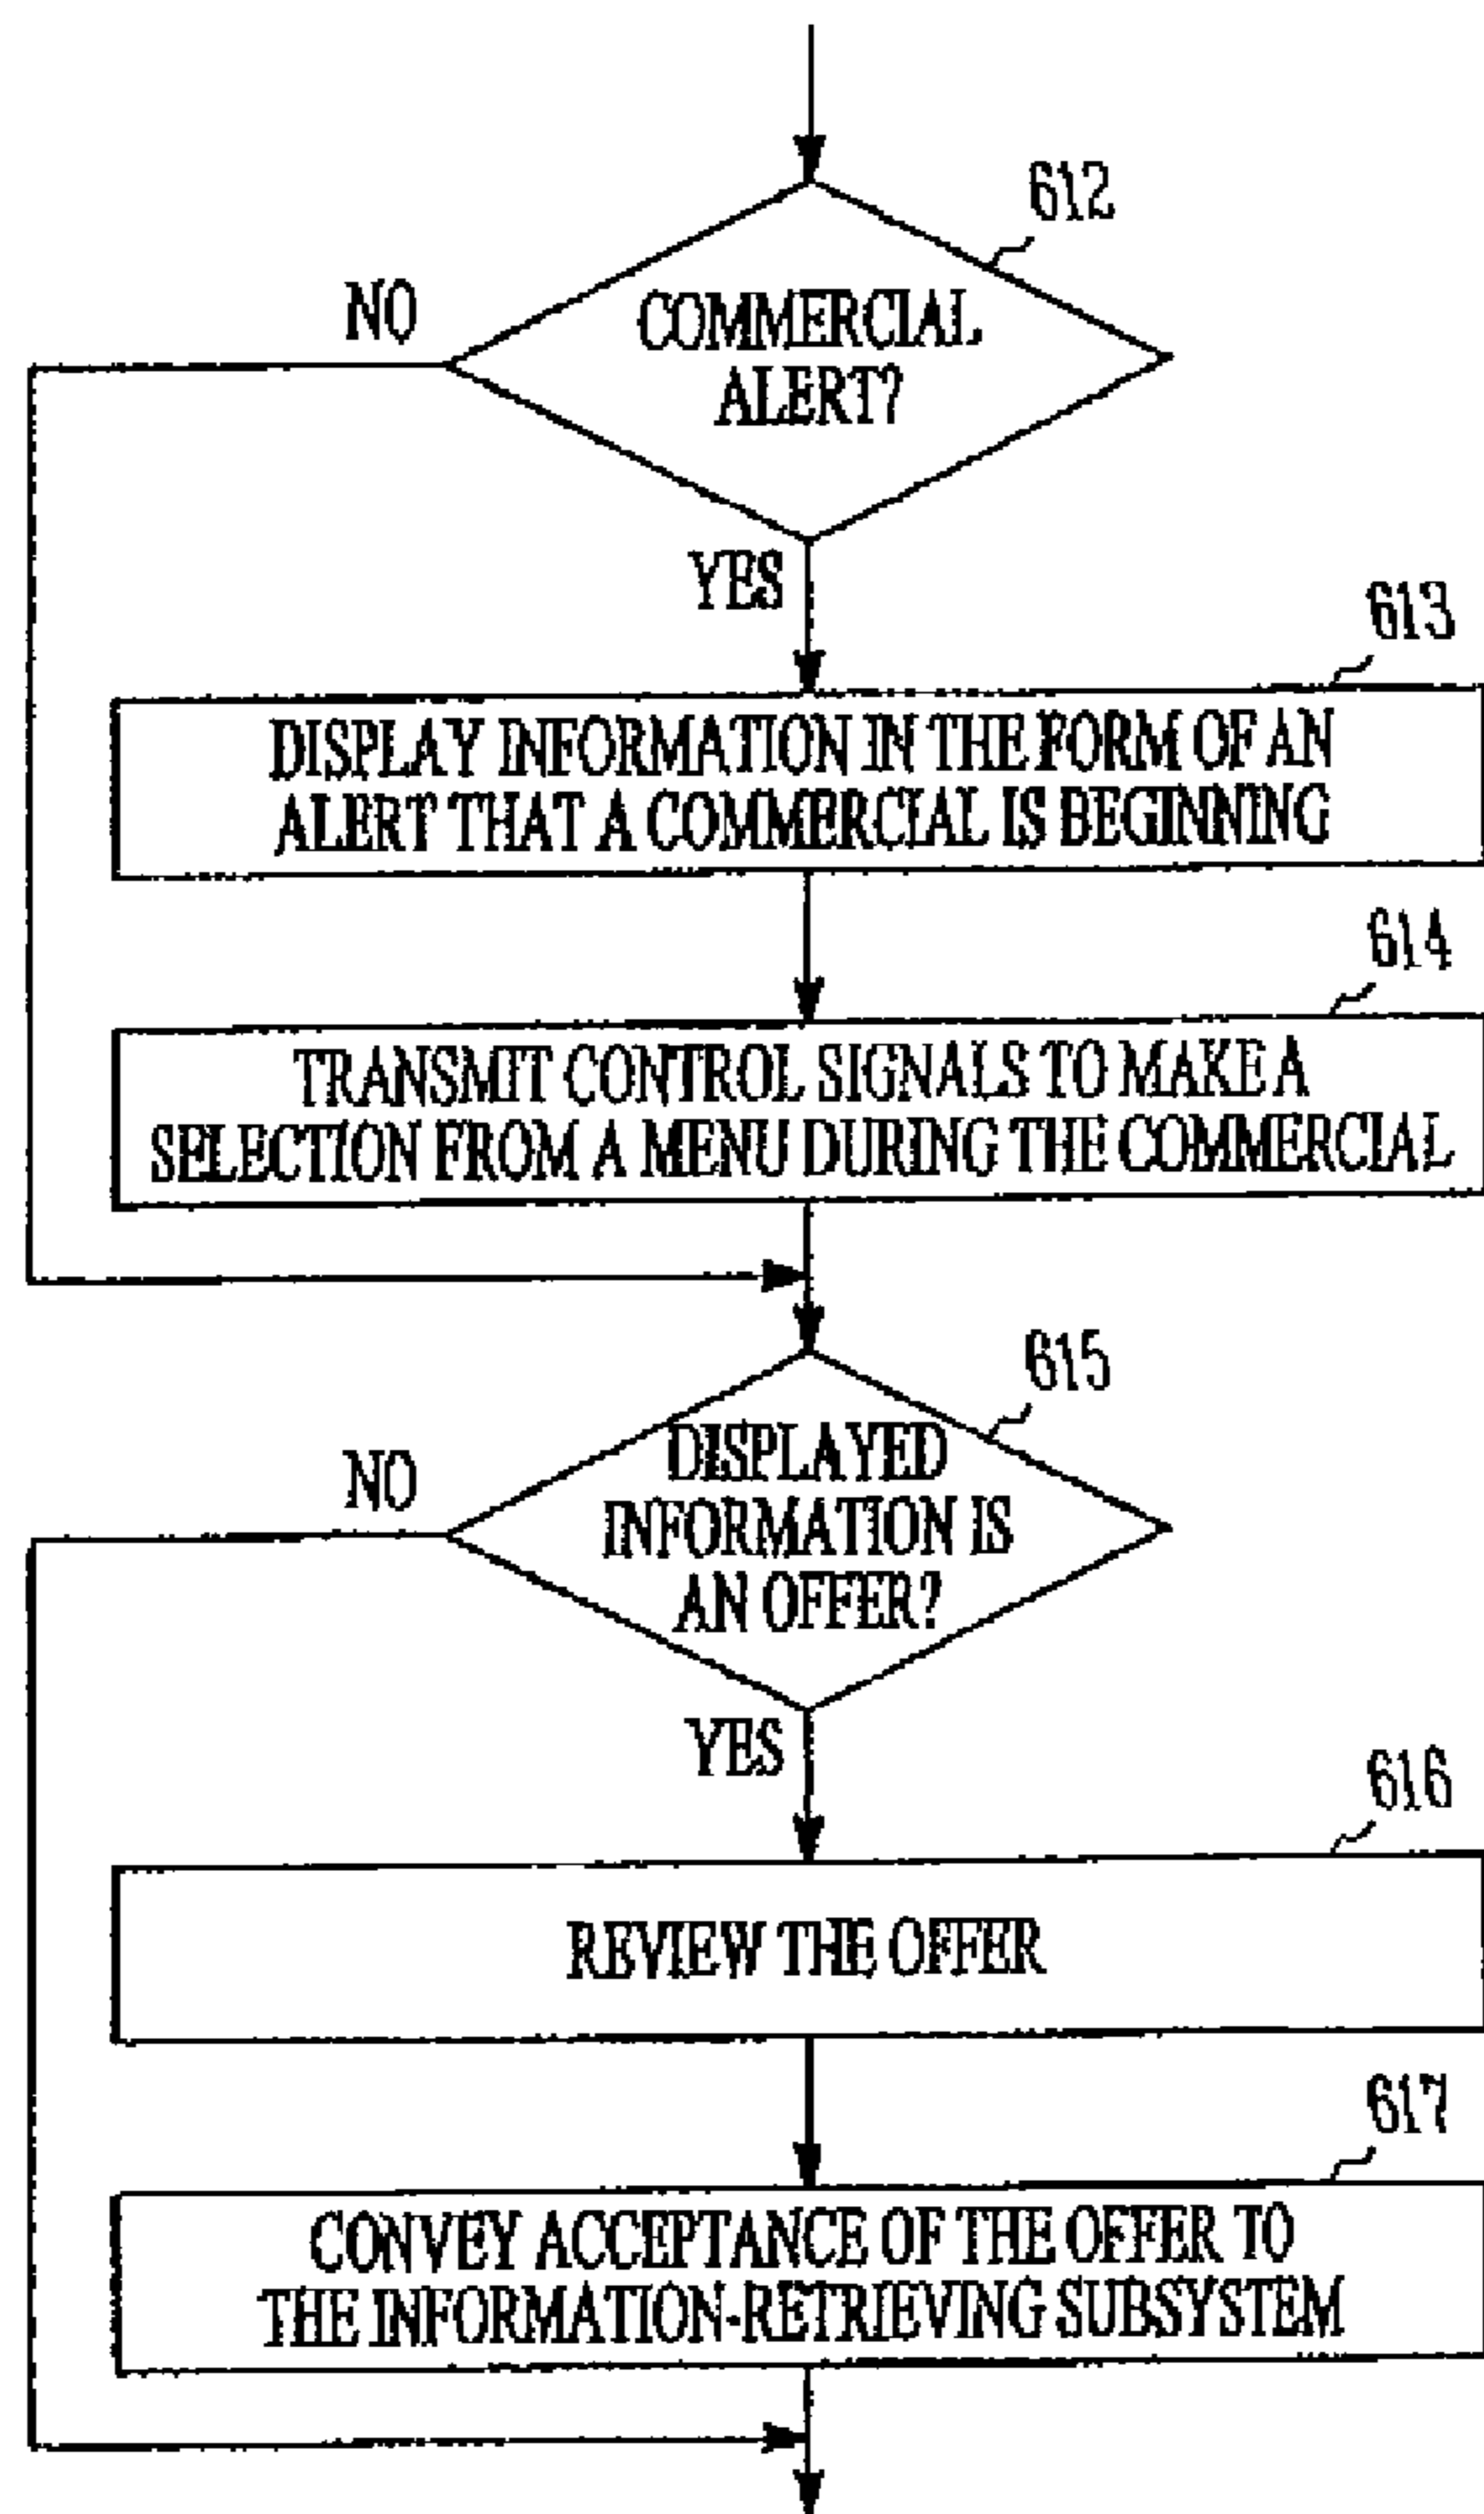 612
NO
COMMERCIAL
ALERT?
YES
613
DISPLAY INFORMATION IN THE FORM OF AN
ALERT THAT A COMMERCIAL IS BEGINNING
614
TRANSMIT CONTROL SIGNALS TO MAKE A
SELECTION FROM A MENU DURING THE COMMERCIAL
615
NO
DISPLAYED
INFORMATION IS
AN OFFER?
YES
616
REVIEW THE OFFER
617
CONVEY ACCEPTANCE OF THE OFFER TO
THE INFORMATION-RETRIEVING SUBSYSTEM